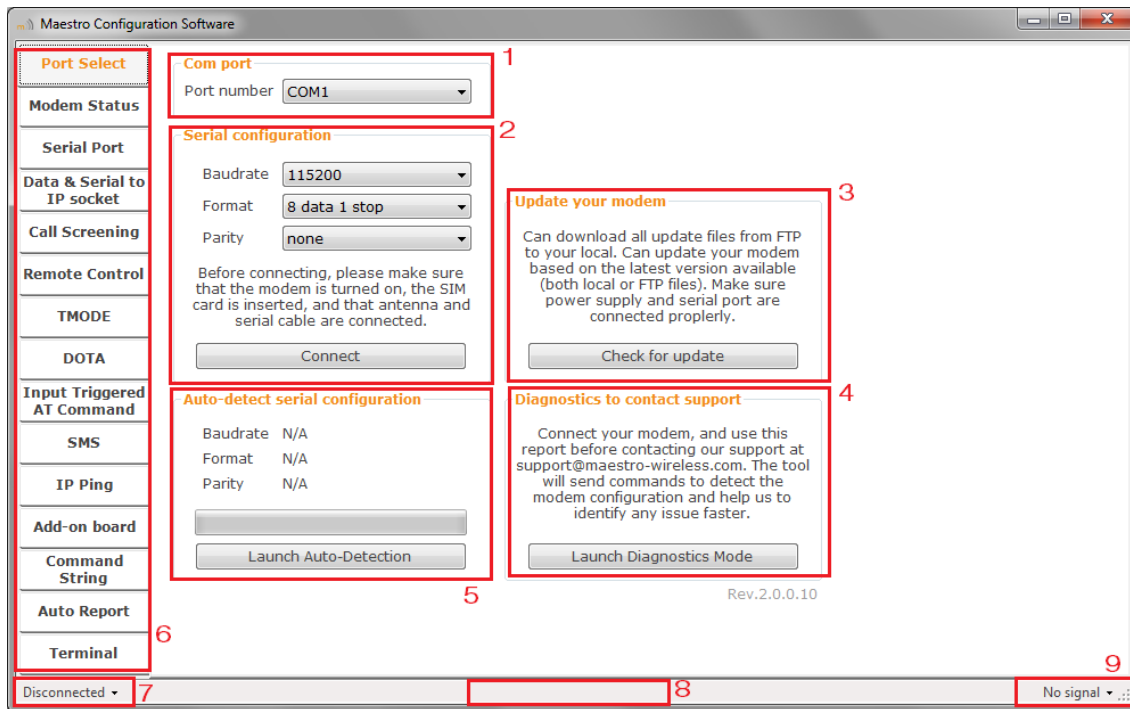 Maestro Configuration Software
Port Select
Modem Status
Serial Port
Data & Serial to
IP socket
Call Screening
Remote Control
TMODE
DOTA
Input Triggered
AT Command
SMS
IP Ping
Add-on board
Command
String
Auto Report
Terminal
6
Com port
1
Port number COM1
Serial configuration
2
Baudrate 115200
Format 8 data 1 stop
Parity none
Before connecting, please make sure
that the modem is turned on, the SIM
card is inserted, and that antenna and
serial cable are connected.
Connect
Update your modem
3
Can download all update files from FTP
to your local. Can update your modem
based on the latest version available
(both local or FTP files). Make sure
power supply and serial port are
connected proplerly.
Check for update
Auto-detect serial configuration
Baudrate N/A
Format N/A
Parity N/A
Launch Auto-Detection
5
Diagnostics to contact support
4
Connect your modem, and use this
report before contacting our support at
support@maestro-wireless.com. The tool
will send commands to detect the
modem configuration and help us to
identify any issue faster.
Launch Diagnostics Mode
Rev.2.0.0.10
Disconnected
7
8
9
No signal